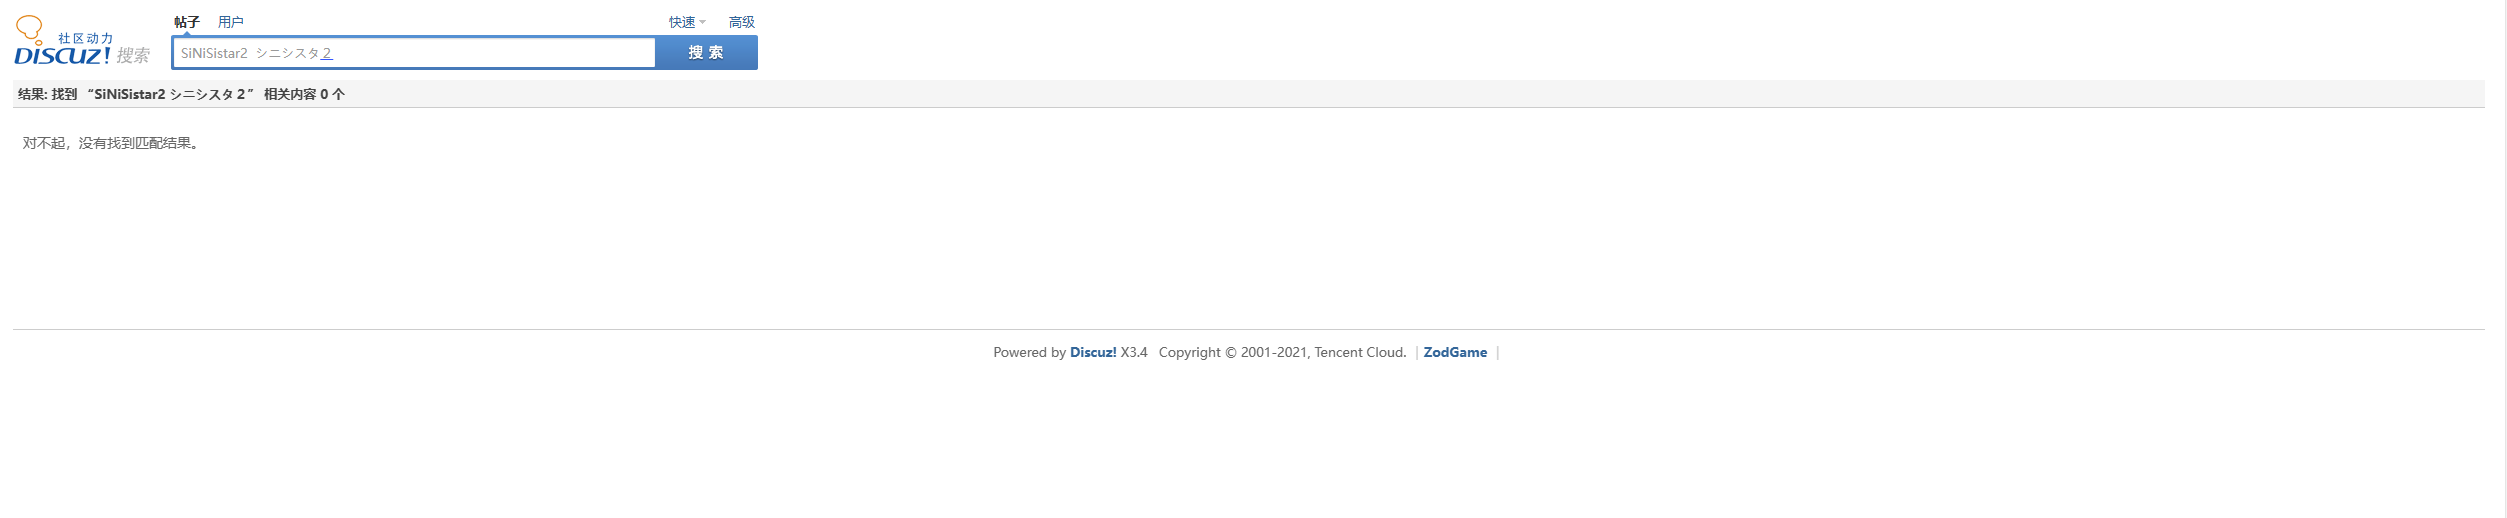 帖子 用户 快速 高级
社区动力
DISCUZ! 搜索
SiNiSistar2 シニシスタ２ 搜索
结果: 找到 “SiNiSistar2 シニシスタ２” 相关内容 0 个
对不起，没有找到匹配结果。
Powered by Discuz! X3.4 Copyright © 2001-2021, Tencent Cloud. | ZodGame |